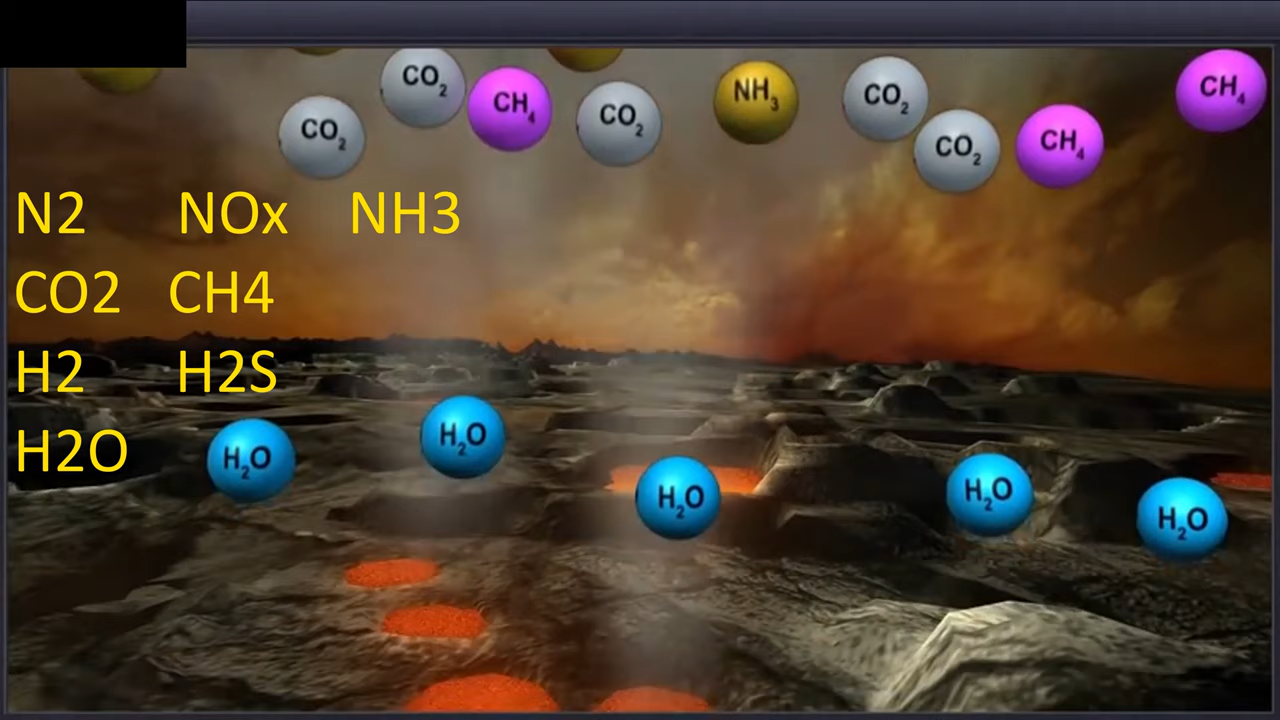 CO₂ CH₄ CO₂ CO₂ NH₃ CO₂ CO₂ CH₄ CH₄
N2 NOx NH3
CO2 CH4
H2 H2S
H2O
H₂O H₂O H₂O H₂O H₂O